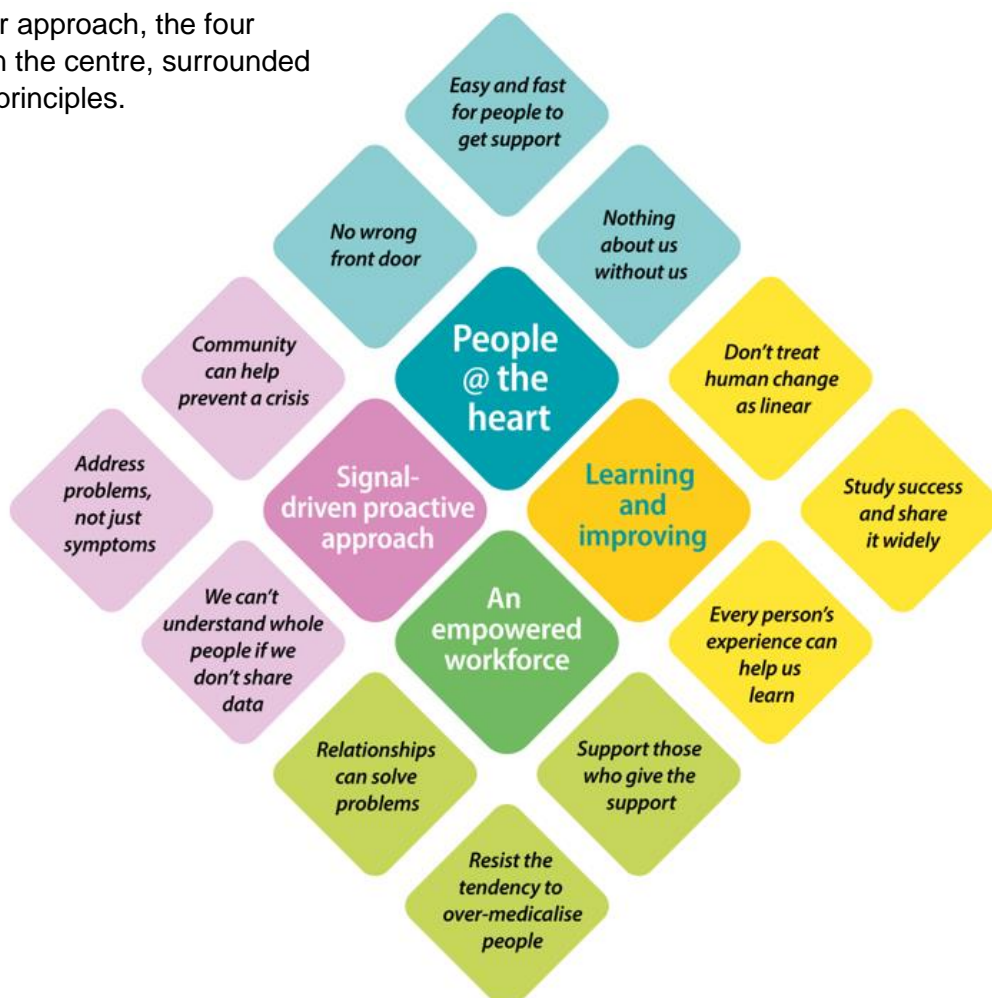 r approach, the four
n the centre, surrounded
principles.
Easy and fast
for people to
get support
No wrong
front door
Nothing
about us
without us
Community
can help
prevent a crisis
People
@ the
heart
Don't treat
human change
as linear
Address
problems,
not just
symptoms
Signal-
driven proactive
approach
Learning
and
improving
Study success
and share
it widely
We can't
understand whole
people if we
don't share
data
An
empowered
workforce
Every person's
experience can
help us
learn
Relationships
can solve
problems
Support those
who give the
support
Resist the
tendency to
over-medicalise
people